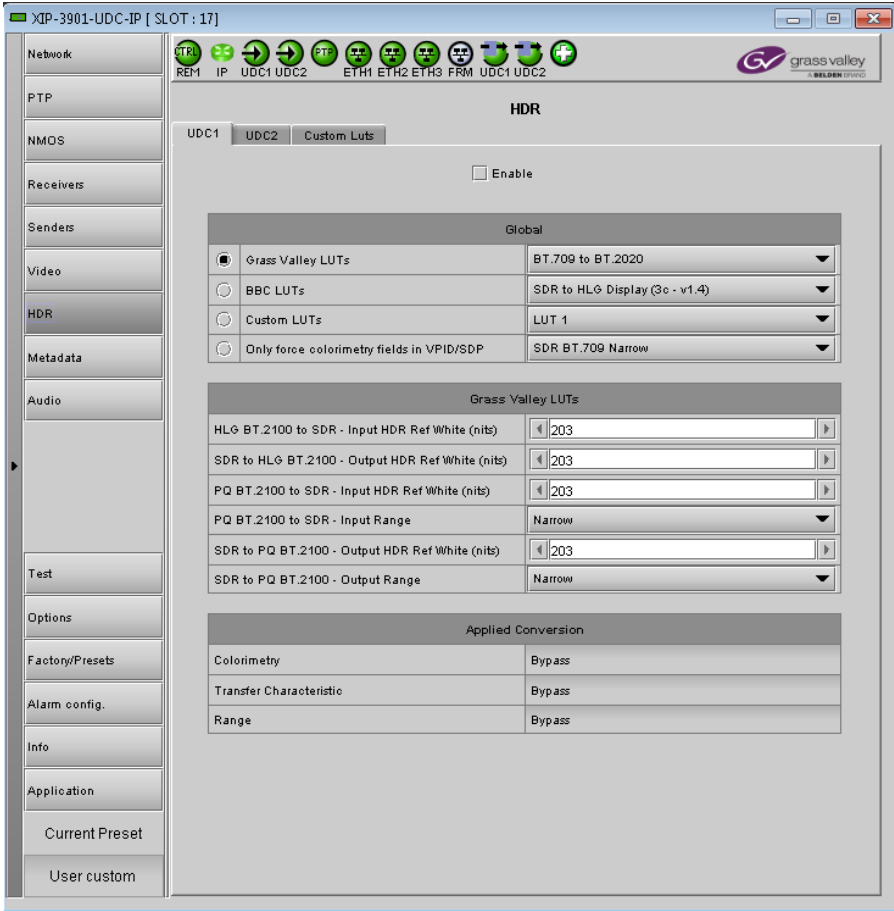 XIP-3901-UDC-IP [ SLOT : 17]
Network
PTP
NMOS
Receivers
Senders
Video
HDR
Metadata
Audio
Test
Options
Factory/Presets
Alarm config.
Info
Application
Current Preset
User custom
CTRL PTP
REM IP UDC1 UDC2 ETH1 ETH2 ETH3 FRM UDC1 UDC2
GV grass valley
A BELDEN BRAND
HDR
UDC1 UDC2 Custom Luts
Enable
Global
Grass Valley LUTs BT.709 to BT.2020
BBC LUTs SDR to HLG Display (3c - v1.4)
Custom LUTs LUT 1
Only force colorimetry fields in VPID/SDP SDR BT.709 Narrow
Grass Valley LUTs
HLG BT.2100 to SDR - Input HDR Ref White (nits) 203
SDR to HLG BT.2100 - Output HDR Ref White (nits) 203
PQ BT.2100 to SDR - Input HDR Ref White (nits) 203
PQ BT.2100 to SDR - Input Range Narrow
SDR to PQ BT.2100 - Output HDR Ref White (nits) 203
SDR to PQ BT.2100 - Output Range Narrow
Applied Conversion
Colorimetry Bypass
Transfer Characteristic Bypass
Range Bypass